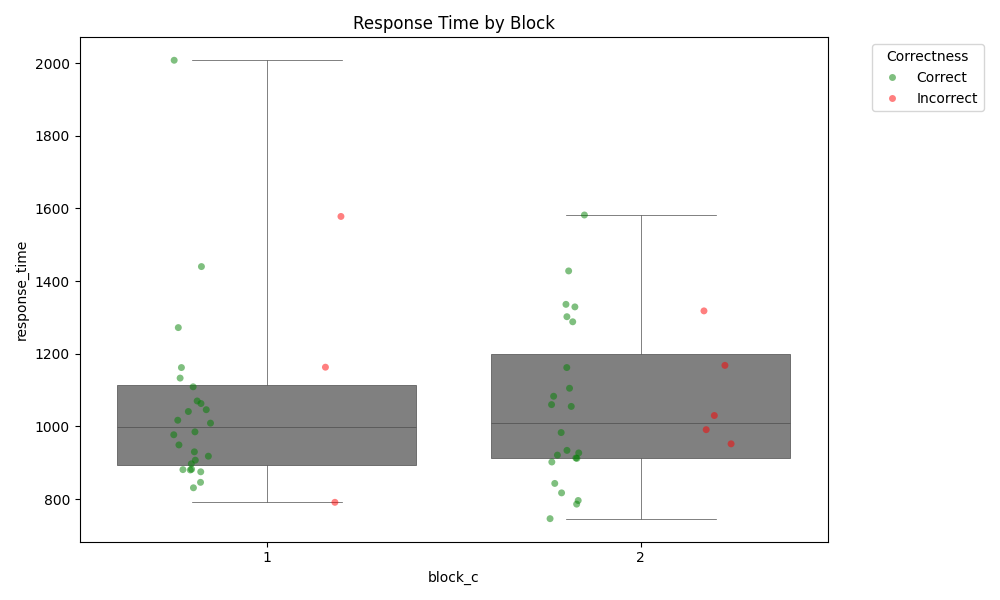 Response Time by Block
Correctness
Correct
Incorrect
response_time
2000
1800
1600
1400
1200
1000
800
1
2
block_c